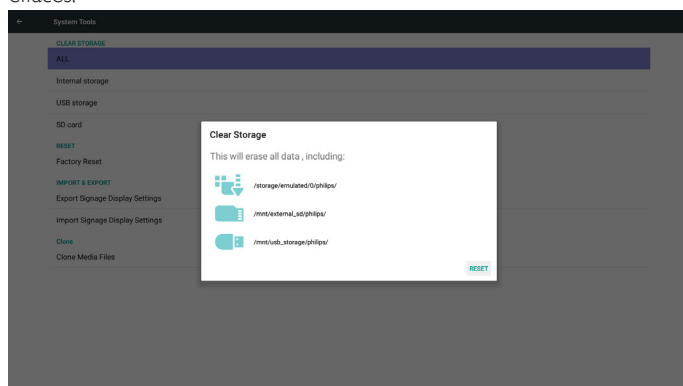 System Tools
CLEAR STORAGE
ALL
Internal storage
USB storage
SD card
RESET
Factory Reset
IMPORT & EXPORT
Export Signage Display Settings
Import Signage Display Settings
Clone
Clone Media Files
Clear Storage
This will erase all data , including:
/storage/emulated/0/philips/
/mnt/external_sd/philips/
/mnt/usb_storage/philips/
RESET